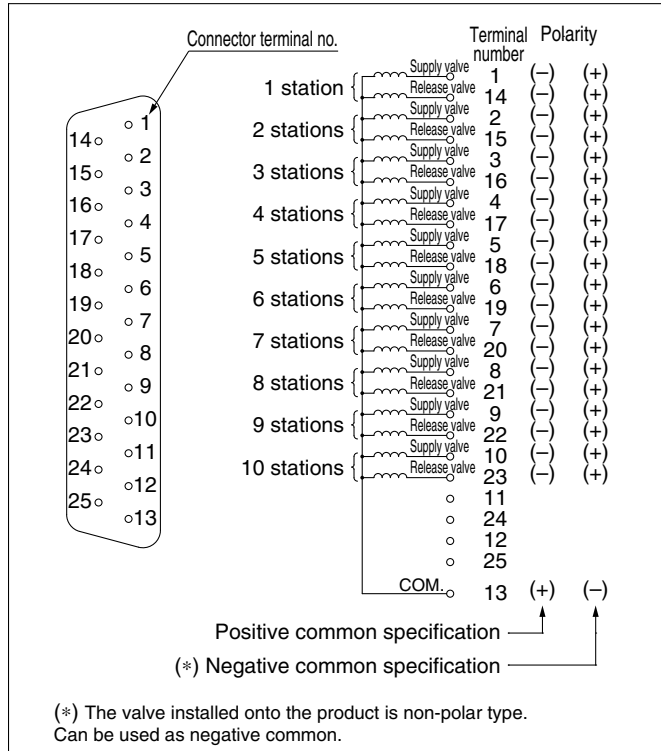 Connector terminal no.
Terminal number Polarity
14 1
15 2
16 3
17 4
18 5
19 6
20 7
21 8
22 9
23 10
24 11
25 12
13
1 station
Supply valve 1 (−) (+)
Release valve 14 (−) (+)
2 stations
Supply valve 2 (−) (+)
Release valve 15 (−) (+)
3 stations
Supply valve 3 (−) (+)
Release valve 16 (−) (+)
4 stations
Supply valve 4 (−) (+)
Release valve 17 (−) (+)
5 stations
Supply valve 5 (−) (+)
Release valve 18 (−) (+)
6 stations
Supply valve 6 (−) (+)
Release valve 19 (−) (+)
7 stations
Supply valve 7 (−) (+)
Release valve 20 (−) (+)
8 stations
Supply valve 8 (−) (+)
Release valve 21 (−) (+)
9 stations
Supply valve 9 (−) (+)
Release valve 22 (−) (+)
10 stations
Supply valve 10 (−) (+)
Release valve 23 (−) (+)
11
24
12
25
COM. 13 (+) (−)
Positive common specification
(*) Negative common specification
(*) The valve installed onto the product is non-polar type.
Can be used as negative common.